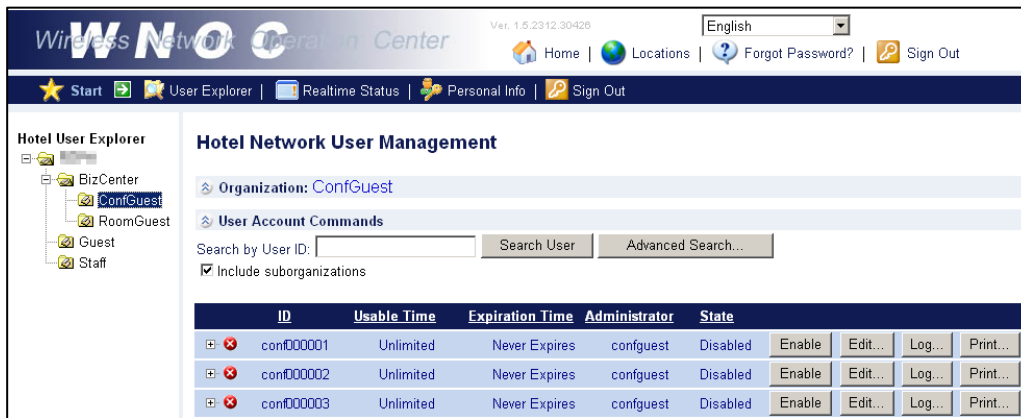 Wireless Network Operation Center
WNOC
Ver. 1.5.2312.30426
English
Home | Locations | Forgot Password? | Sign Out
Start User Explorer | Realtime Status | Personal Info | Sign Out
Hotel User Explorer
BizCenter
ConfGuest
RoomGuest
Guest
Staff
Hotel Network User Management
Organization: ConfGuest
User Account Commands
Search by User ID: Search User Advanced Search...
Include suborganizations
ID Usable Time Expiration Time Administrator State
conf000001 Unlimited Never Expires confguest Disabled Enable Edit... Log... Print...
conf000002 Unlimited Never Expires confguest Disabled Enable Edit... Log... Print...
conf000003 Unlimited Never Expires confguest Disabled Enable Edit... Log... Print...